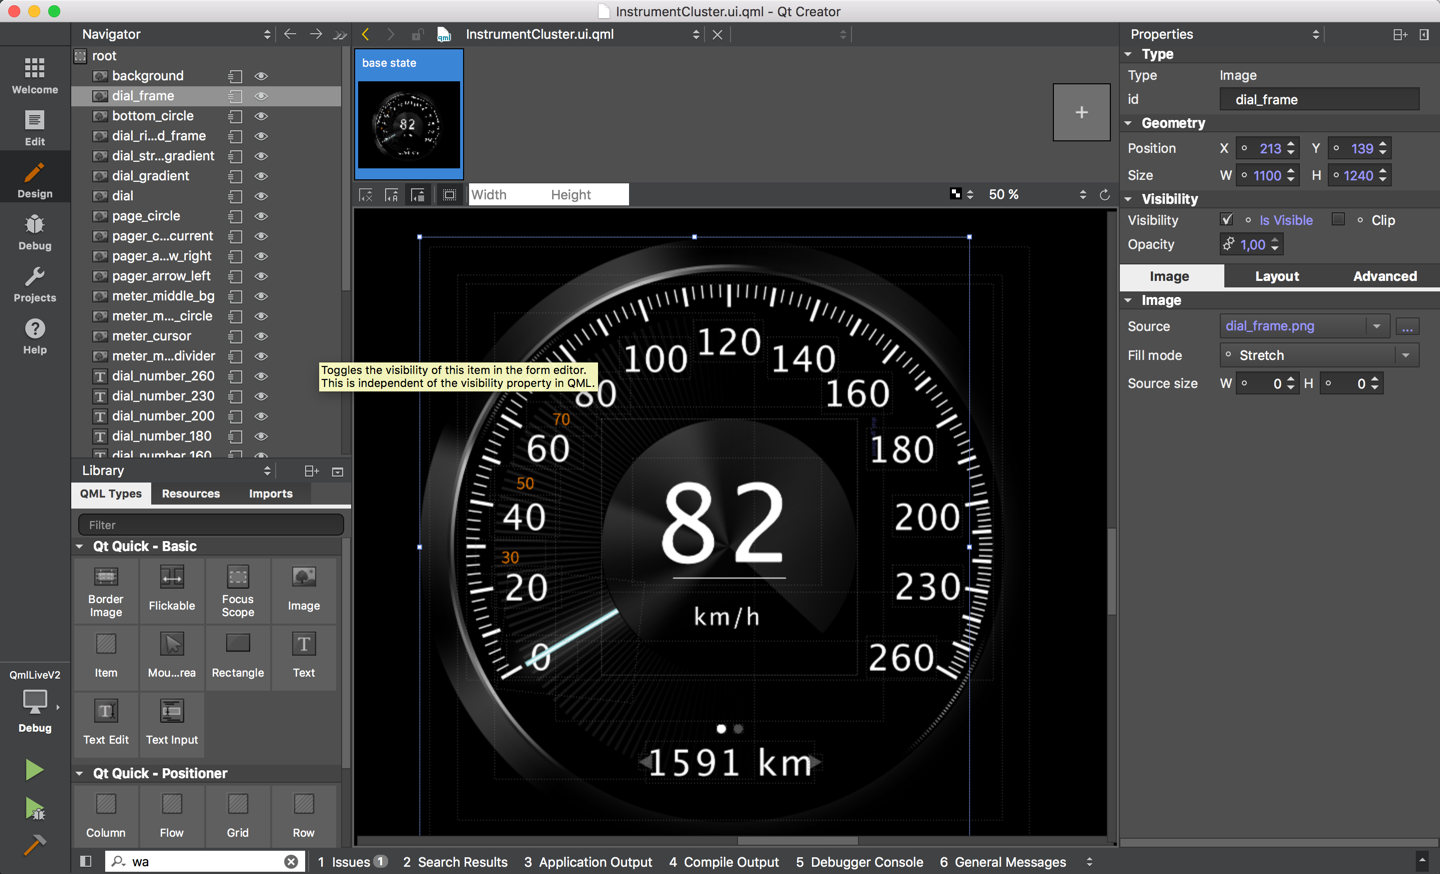 InstrumentCluster.ui.qml - Qt Creator
Navigator
InstrumentCluster.ui.qml
Properties
root
background
dial_frame
bottom_circle
dial_ri...d_frame
dial_str...gradient
dial_gradient
dial
page_circle
pager_c...current
pager_a...w_right
pager_arrow_left
meter_middle_bg
meter_m..._circle
meter_cursor
meter_m...divider
dial_number_260
dial_number_230
dial_number_200
dial_number_180
dial_number_160
Welcome
Edit
Design
Debug
Projects
Help
base state
82
+
Width
Height
50 %
Toggles the visibility of this item in the form editor.
This is independent of the visibility property in QML.
0
20
40
60
80
100
120
140
160
180
200
230
260
30
50
70
82
km/h
1591 km
Type
Type
Image
id
dial_frame
Geometry
Position
X
213
Y
139
Size
W
1100
H
1240
Visibility
Visibility
Is Visible
Clip
Opacity
1,00
Image
Layout
Advanced
Image
Source
dial_frame.png
...
Fill mode
Stretch
Source size
W
0
H
0
Library
QML Types
Resources
Imports
Filter
Qt Quick - Basic
Border
Image
Flickable
Focus
Scope
Image
Item
Mou...rea
Rectangle
Text
Text Edit
Text Input
Qt Quick - Positioner
Column
Flow
Grid
Row
QmlLiveV2
Debug
wa
1 Issues 1
2 Search Results
3 Application Output
4 Compile Output
5 Debugger Console
6 General Messages